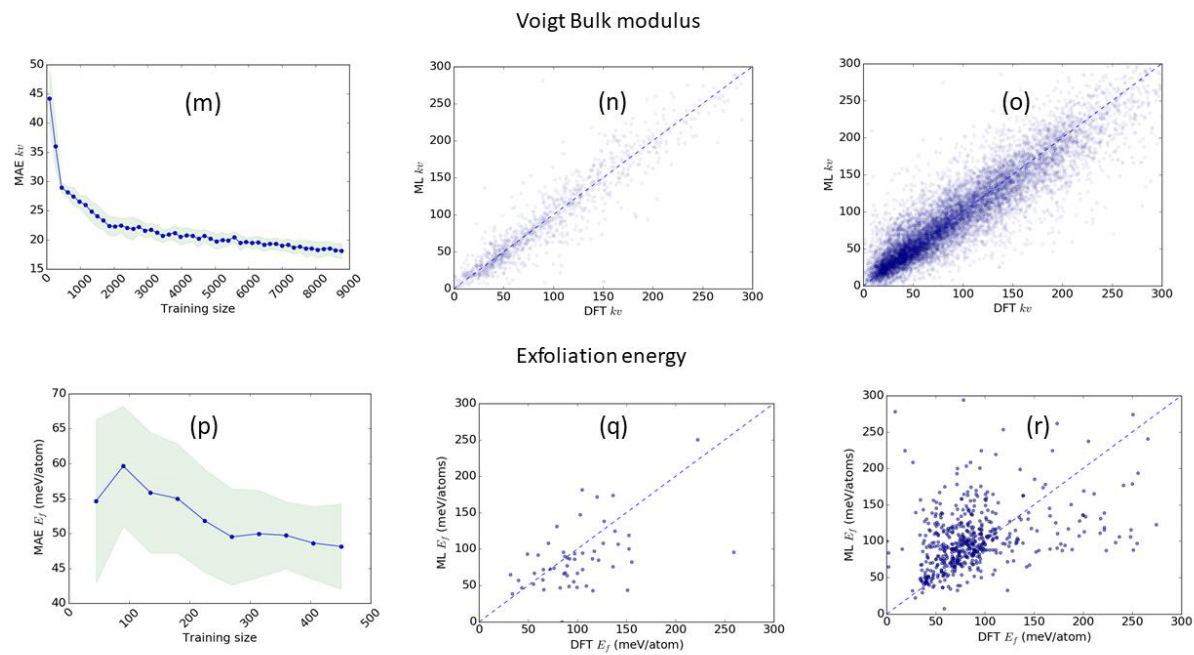 Voigt Bulk modulus
50
45
40
35
30
25
20
15
MAE kv
(m)
0 1000 2000 3000 4000 5000 6000 7000 8000 9000
Training size
300
250
200
150
100
50
0
ML kv
(n)
0 50 100 150 200 250 300
DFT kv
300
250
200
150
100
50
0
ML kv
(o)
0 50 100 150 200 250 300
DFT kv
Exfoliation energy
70
65
60
55
50
45
40
MAE Ef (meV/atom)
(p)
0 100 200 300 400 500
Training size
300
250
200
150
100
50
0
ML Ef (meV/atoms)
(q)
0 50 100 150 200 250 300
DFT Ef (meV/atom)
300
250
200
150
100
50
0
ML Ef (meV/atoms)
(r)
0 50 100 150 200 250 300
DFT Ef (meV/atom)